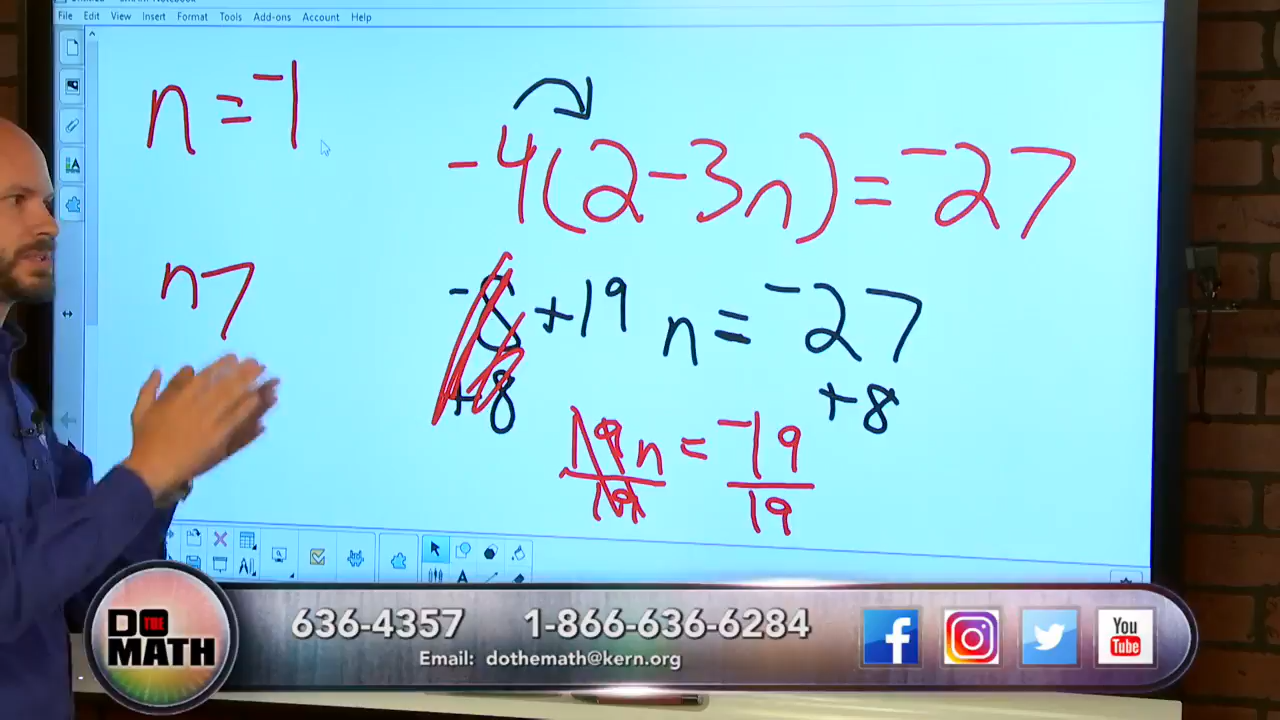 File Edit View Insert Format Tools Add-ons Account Help
n = -1
-4(2-3n) = -27
n7
-8 +19 n = -27
+8 +8
19n = -19
19 19
DO THE MATH
636-4357 1-866-636-6284
Email: dothemath@kern.org
You Tube